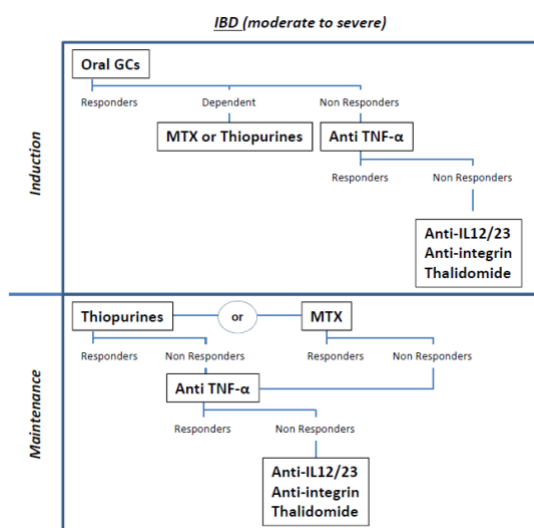 IBD (moderate to severe)
Induction
Oral GCs
Responders Dependent Non Responders
MTX or Thiopurines Anti TNF-α
Responders Non Responders
Anti-IL12/23
Anti-integrin
Thalidomide
Maintenance
Thiopurines or MTX
Responders Non Responders Responders Non Responders
Anti TNF-α
Responders Non Responders
Anti-IL12/23
Anti-integrin
Thalidomide